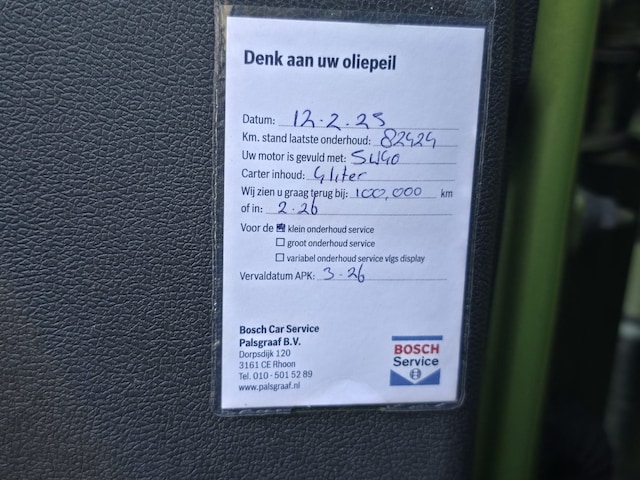 Denk aan uw oliepeil
Datum: 12-2-25
Km. stand laatste onderhoud: 82424
Uw motor is gevuld met: 5W40
Carter inhoud: 4 liter
Wij zien u graag terug bij: 100,000 km
of in: 2-26
Voor de klein onderhoud service
groot onderhoud service
variabel onderhoud service vlgs display
Vervaldatum APK: 3-26
Bosch Car Service
Palsgraaf B.V.
Dorpsdijk 120
3161 CE Rhoon
Tel. 010 - 501 52 89
www.palsgraaf.nl
BOSCH
Service